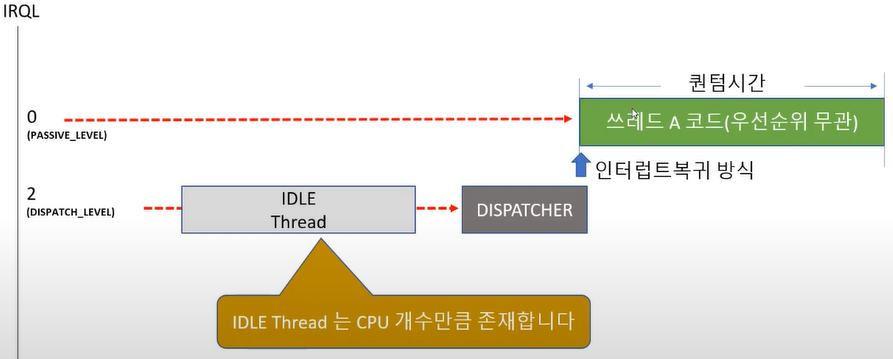 IRQL
퀀텀시간
0
(PASSIVE_LEVEL)
쓰레드 A 코드(우선순위 무관)
인터럽트복귀 방식
2
(DISPATCH_LEVEL)
IDLE
Thread
DISPATCHER
IDLE Thread 는 CPU 개수만큼 존재합니다